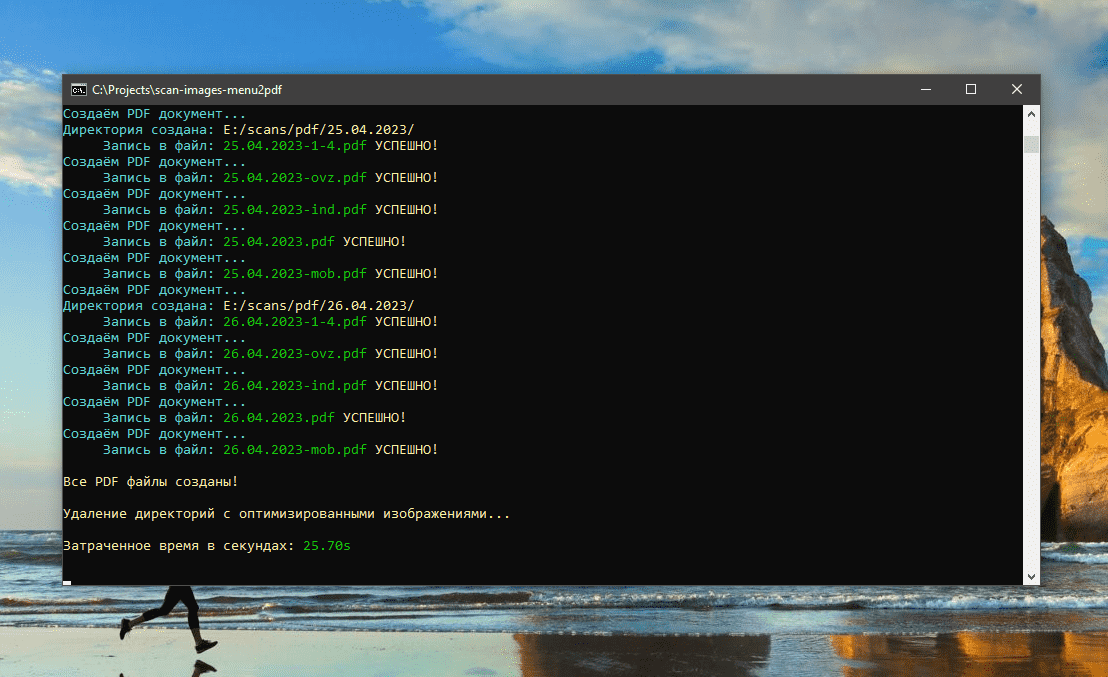 C:\Projects\scan-images-menu2pdf
Создаём PDF документ...
Директория создана: E:/scans/pdf/25.04.2023/
Запись в файл: 25.04.2023-1-4.pdf УСПЕШНО!
Создаём PDF документ...
Запись в файл: 25.04.2023-ovz.pdf УСПЕШНО!
Создаём PDF документ...
Запись в файл: 25.04.2023-ind.pdf УСПЕШНО!
Создаём PDF документ...
Запись в файл: 25.04.2023.pdf УСПЕШНО!
Создаём PDF документ...
Запись в файл: 25.04.2023-mob.pdf УСПЕШНО!
Создаём PDF документ...
Директория создана: E:/scans/pdf/26.04.2023/
Запись в файл: 26.04.2023-1-4.pdf УСПЕШНО!
Создаём PDF документ...
Запись в файл: 26.04.2023-ovz.pdf УСПЕШНО!
Создаём PDF документ...
Запись в файл: 26.04.2023-ind.pdf УСПЕШНО!
Создаём PDF документ...
Запись в файл: 26.04.2023.pdf УСПЕШНО!
Создаём PDF документ...
Запись в файл: 26.04.2023-mob.pdf УСПЕШНО!
Все PDF файлы созданы!
Удаление директорий с оптимизированными изображениями...
Затраченное время в секундах: 25.70s